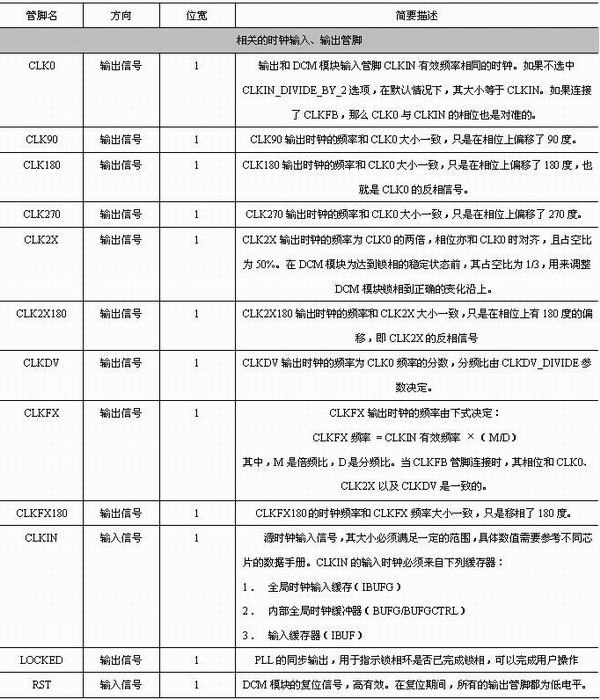 管脚名 方向 位宽 简要描述
相关的时钟输入、输出管脚
CLK0 输出信号 1 输出和 DCM 模块输入管脚 CLKIN 有效频率相同的时钟。如果不选中
CLKIN_DIVIDE_BY_2 选项，在默认情况下，其大小等于 CLKIN。如果连接
了 CLKFB，那么 CLK0 与 CLKIN 的相位也是对准的。
CLK90 输出信号 1 CLK90 输出时钟的频率和 CLK0 大小一致，只是在相位上偏移了 90 度。
CLK180 输出信号 1 CLK180 输出时钟的频率和 CLK0 大小一致，只是在相位上偏移了 180 度，也
就是 CLK0 的反相信号。
CLK270 输出信号 1 CLK270 输出时钟的频率和 CLK0 大小一致，只是在相位上偏移了 270 度。
CLK2X 输出信号 1 CLK2X 输出时钟的频率为 CLK0 的两倍，相位亦和 CLK0 时对齐，且占空比
为 50%。在 DCM 模块为达到锁相的稳定状态前，其占空比为 1/3，用来调整
DCM 模块锁相到正确的变化沿上。
CLK2X180 输出信号 1 CLK2X180 输出时钟的频率和 CLK2X 大小一致，只是在相位上有 180 度的偏
移，即 CLK2X 的反相信号
CLKDV 输出信号 1 CLKDV 输出时钟的频率为 CLK0 频率的分数，分频比由 CLKDV_DIVIDE 参
数决定。
CLKFX 输出信号 1 CLKFX 输出时钟的频率由下式决定：
CLKFX 频率 = CLKIN 有效频率 ×（M/D）
其中，M 是倍频比，D 是分频比。当 CLKFB 管脚连接时，其相位和 CLK0、
CLK2X 以及 CLKDV 是一致的。
CLKFX180 输出信号 1 CLKFX180 的时钟频率和 CLKFX 频率大小一致，只是移相了 180 度。
CLKIN 输入信号 1 源时钟输入信号，其大小必须满足一定的范围，具体数值需要参考不同芯
片的数据手册。CLKIN 的输入时钟必须来自下列缓存器：
1． 全局时钟输入缓存（IBUFG）
2． 内部全局时钟缓冲器（BUFG/BUFGCTRL）
3． 输入缓存器（IBUF）
LOCKED 输出信号 1 PLL 的同步输出，用于指示锁相环是否已完成锁相，可以完成用户操作
RST 输入信号 1 DCM 模块的复位信号，高有效。在复位期间，所有的输出管脚都为低电平。